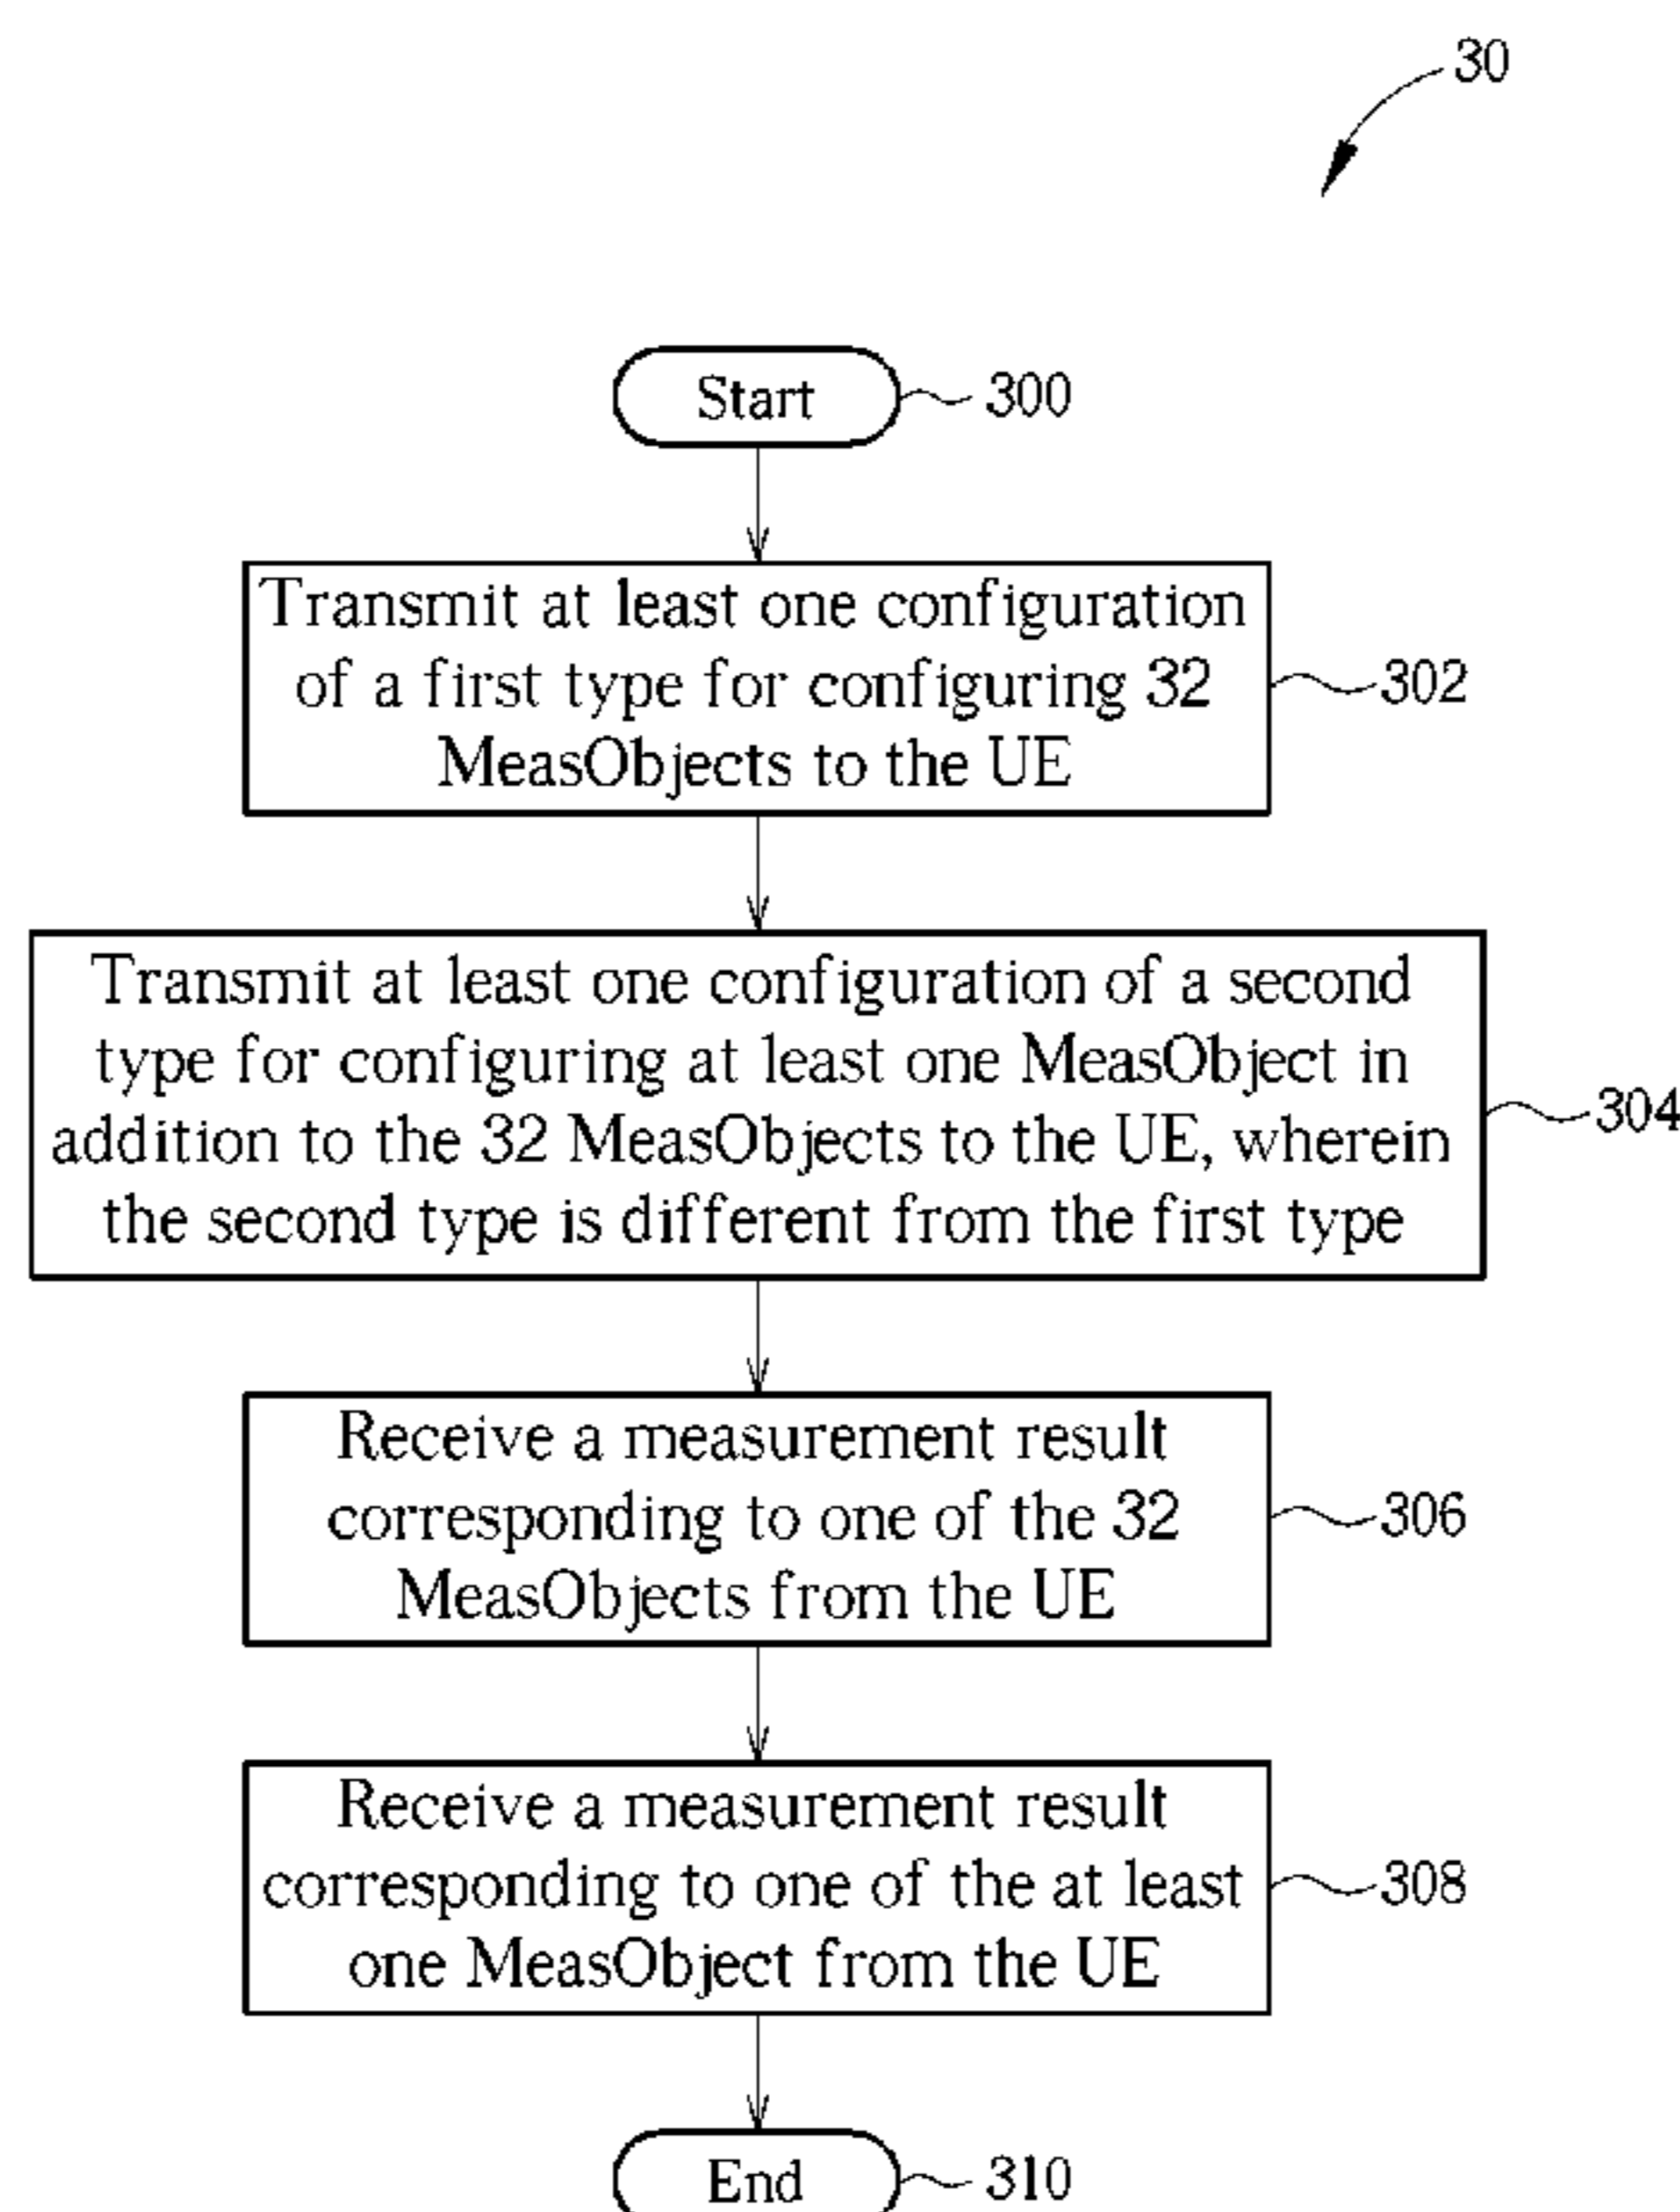 30
Start
300
Transmit at least one configuration
of a first type for configuring 32
MeasObjects to the UE
302
Transmit at least one configuration of a second
type for configuring at least one MeasObject in
addition to the 32 MeasObjects to the UE, wherein
the second type is different from the first type
304
Receive a measurement result
corresponding to one of the 32
MeasObjects from the UE
306
Receive a measurement result
corresponding to one of the at least
one MeasObject from the UE
308
End
310